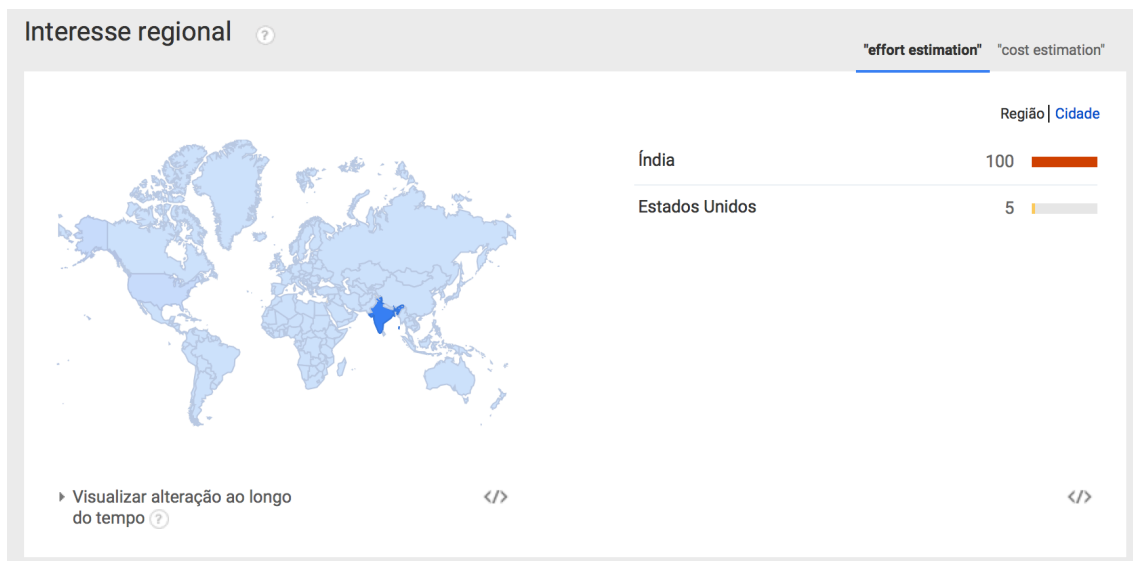 Interesse regional ?
"effort estimation" "cost estimation"
Região | Cidade
Índia 100
Estados Unidos 5
Visualizar alteração ao longo
do tempo ?
</> </>